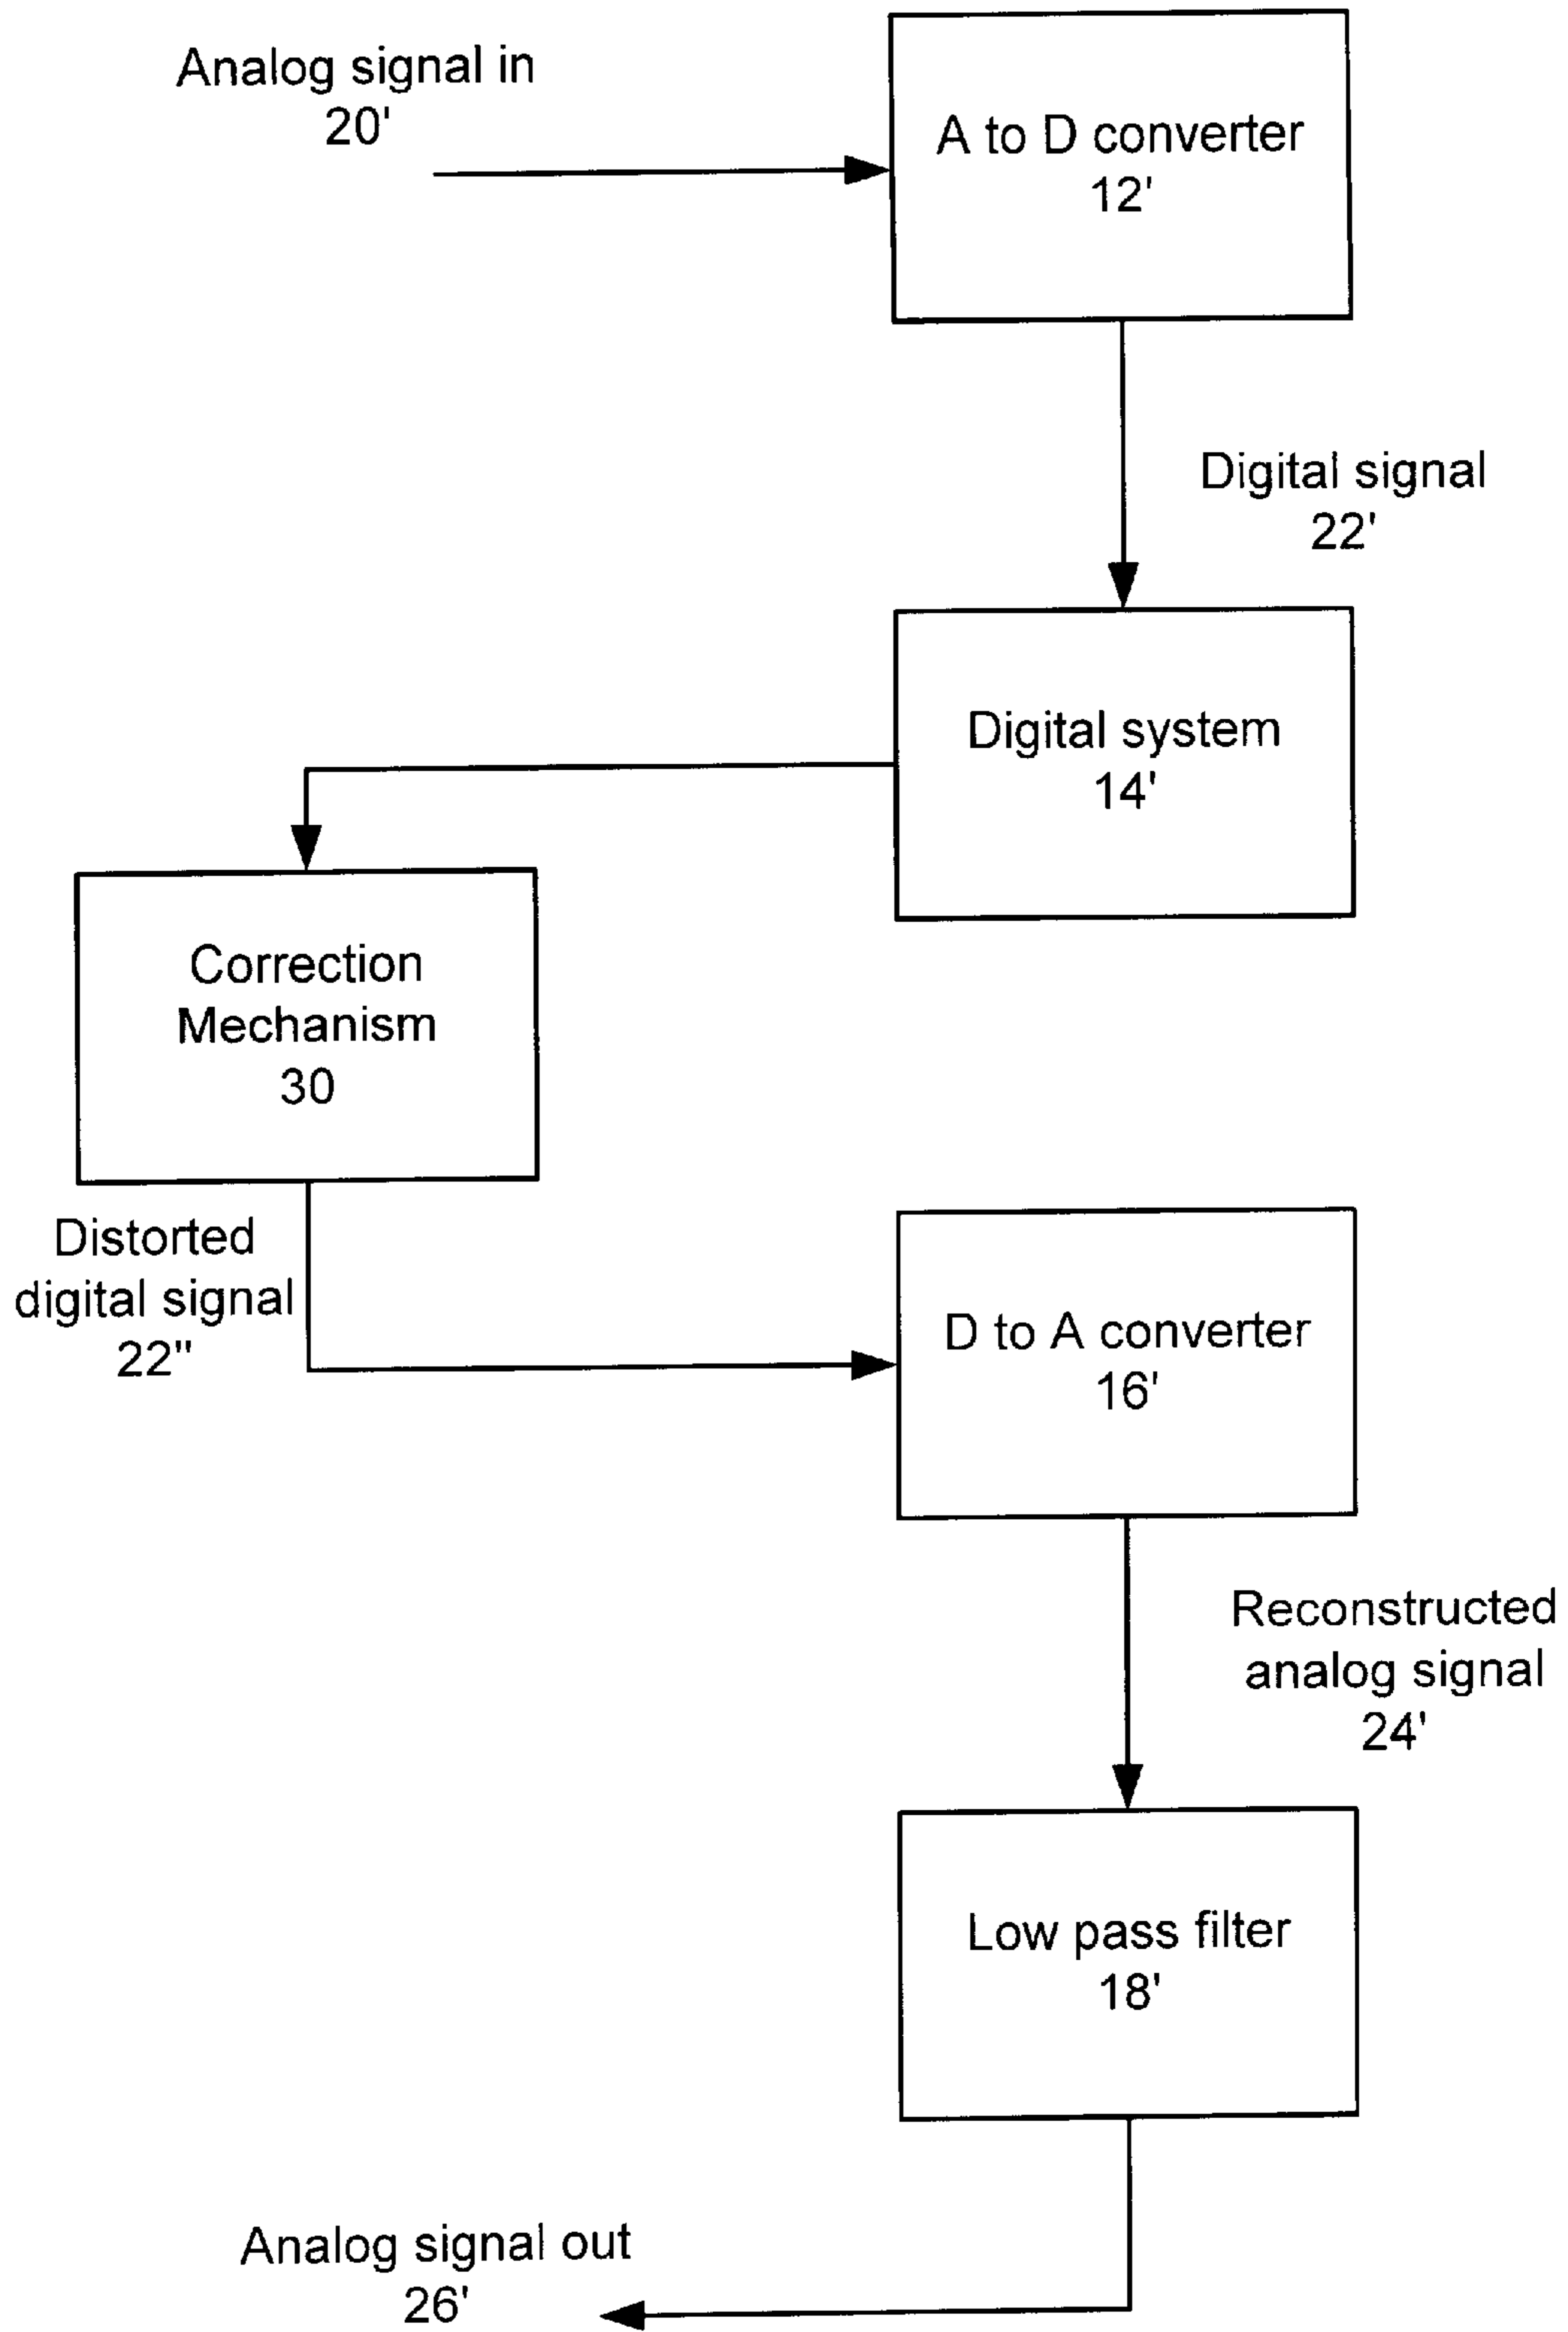 Analog signal in
20'
A to D converter
12'
Digital signal
22'
Digital system
14'
Correction
Mechanism
30
Distorted
digital signal
22"
D to A converter
16'
Reconstructed
analog signal
24'
Low pass filter
18'
Analog signal out
26'